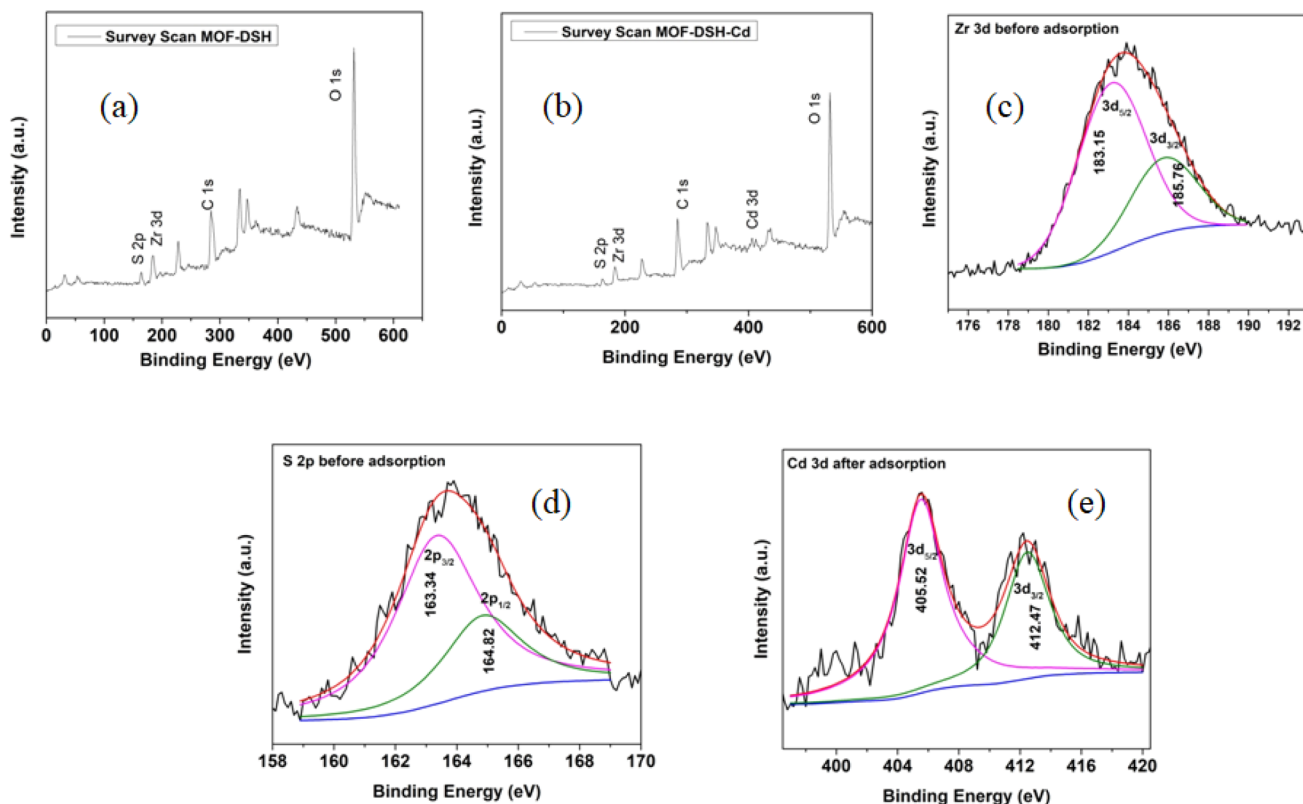 Survey Scan MOF-DSH
(a)
O 1s
C 1s
Zr 3d
S 2p
Intensity (a.u.)
0 100 200 300 400 500 600
Binding Energy (eV)
Survey Scan MOF-DSH-Cd
(b)
O 1s
C 1s
Cd 3d
Zr 3d
S 2p
Intensity (a.u.)
0 200 400 600
Binding Energy (eV)
Zr 3d before adsorption
(c)
3d5/2
183.15
3d3/2
185.76
Intensity (a.u.)
176 178 180 182 184 186 188 190 192
Binding Energy (eV)
S 2p before adsorption
(d)
2p3/2
163.34
2p1/2
164.82
Intensity (a.u.)
158 160 162 164 166 168 170
Binding Energy (eV)
Cd 3d after adsorption
(e)
3d5/2
405.52
3d3/2
412.47
Intensity (a.u.)
400 404 408 412 416 420
Binding Energy (eV)